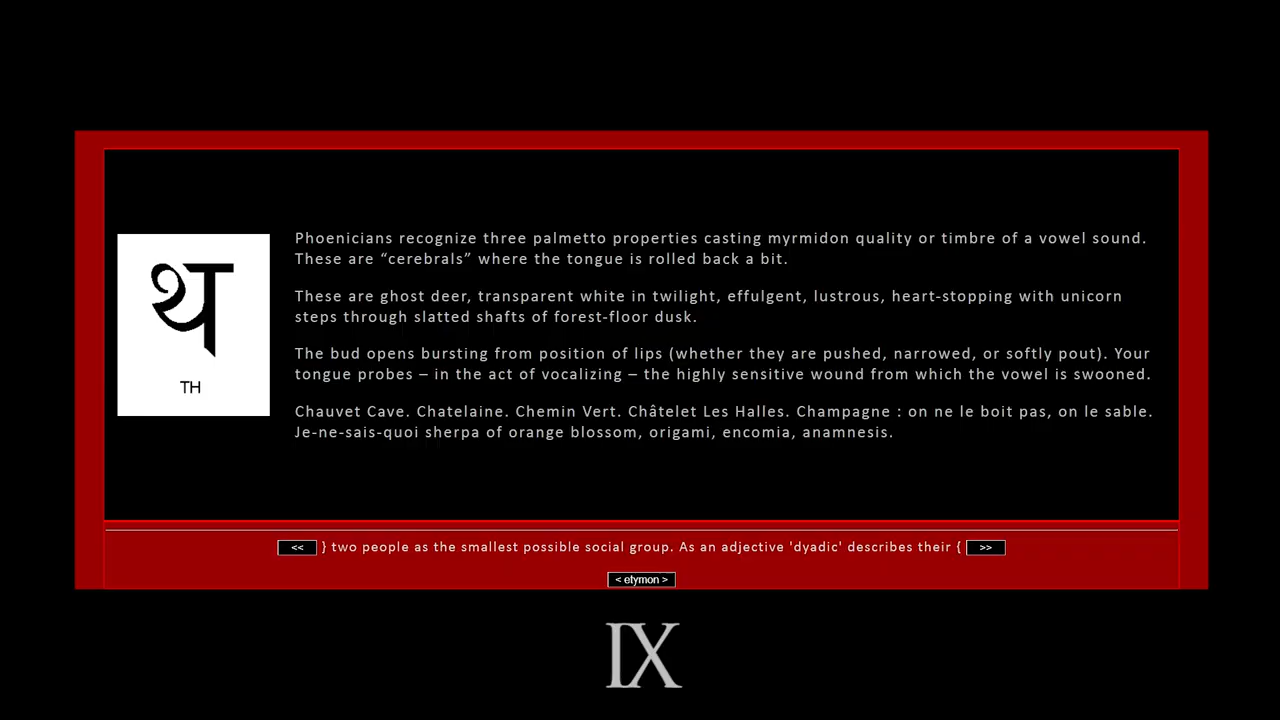 थ
TH
Phoenicians recognize three palmetto properties casting myrmidon quality or timbre of a vowel sound.
These are “cerebrals” where the tongue is rolled back a bit.
These are ghost deer, transparent white in twilight, effulgent, lustrous, heart-stopping with unicorn
steps through slatted shafts of forest-floor dusk.
The bud opens bursting from position of lips (whether they are pushed, narrowed, or softly pout). Your
tongue probes – in the act of vocalizing – the highly sensitive wound from which the vowel is swooned.
Chauvet Cave. Chatelaine. Chemin Vert. Châtelet Les Halles. Champagne : on ne le boit pas, on le sable.
Je-ne-sais-quoi sherpa of orange blossom, origami, encomia, anamnesis.
<< } two people as the smallest possible social group. As an adjective 'dyadic' describes their { >>
< etymon >
IX